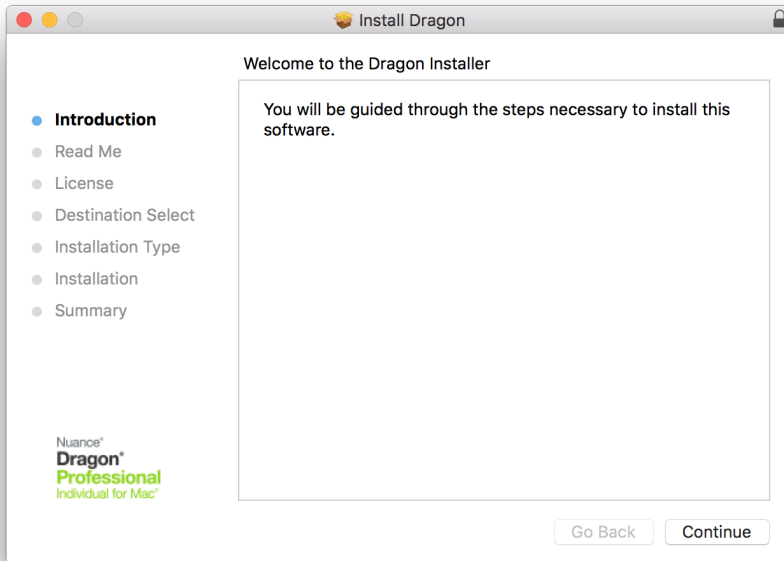 Install Dragon
Welcome to the Dragon Installer
Introduction
Read Me
License
Destination Select
Installation Type
Installation
Summary
You will be guided through the steps necessary to install this
software.
Nuance®
Dragon®
Professional
Individual for Mac®
Go Back
Continue